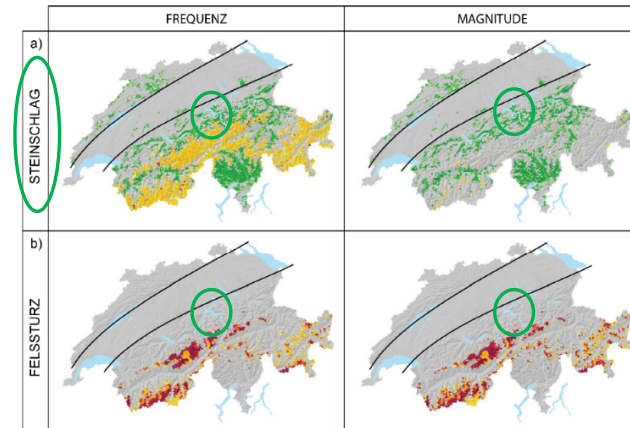 FREQUENZ
MAGNITUDE
a)
STEINSCHLAG
b)
FELSSTURZ